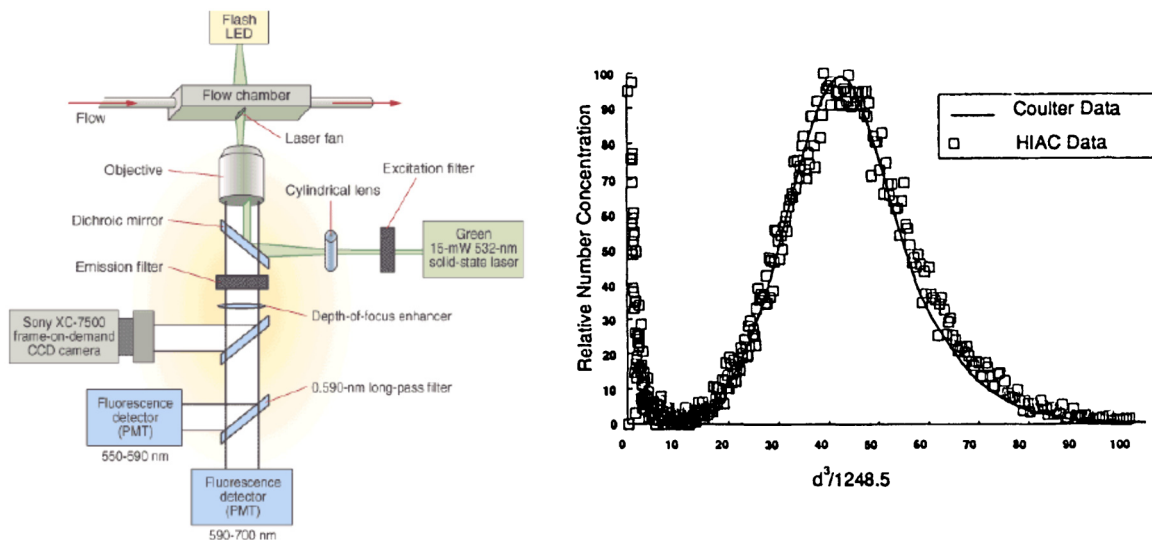 Flash
LED
Flow chamber
Flow
Laser fan
Objective
Excitation filter
Cylindrical lens
Dichroic mirror
Green
15-mW 532-nm
solid-state laser
Emission filter
Depth-of-focus enhancer
Sony XC-7500
frame-on-demand
CCD camera
0.590-nm long-pass filter
Fluorescence
detector
(PMT)
550-590 nm
Fluorescence
detector
(PMT)
590-700 nm
Relative Number Concentration
100
90
80
70
60
50
40
30
20
10
0
0 10 20 30 40 50 60 70 80 90 100
d³/1248.5
Coulter Data
HIAC Data